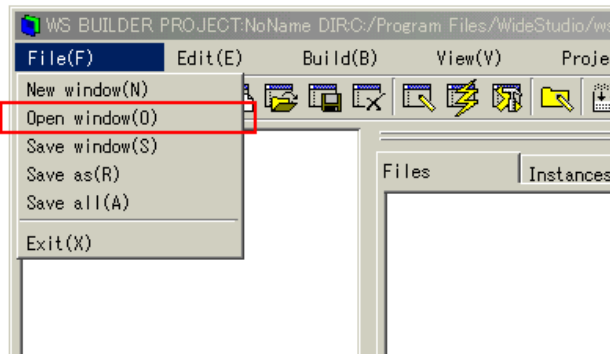 WS BUILDER PROJECT:NoName DIR:C:/Program Files/WideStudio/ws
File(F) Edit(E) Build(B) View(V) Proje
New window(N)
Open window(O)
Save window(S)
Save as(R)
Save all(A)
Exit(X)
Files Instances